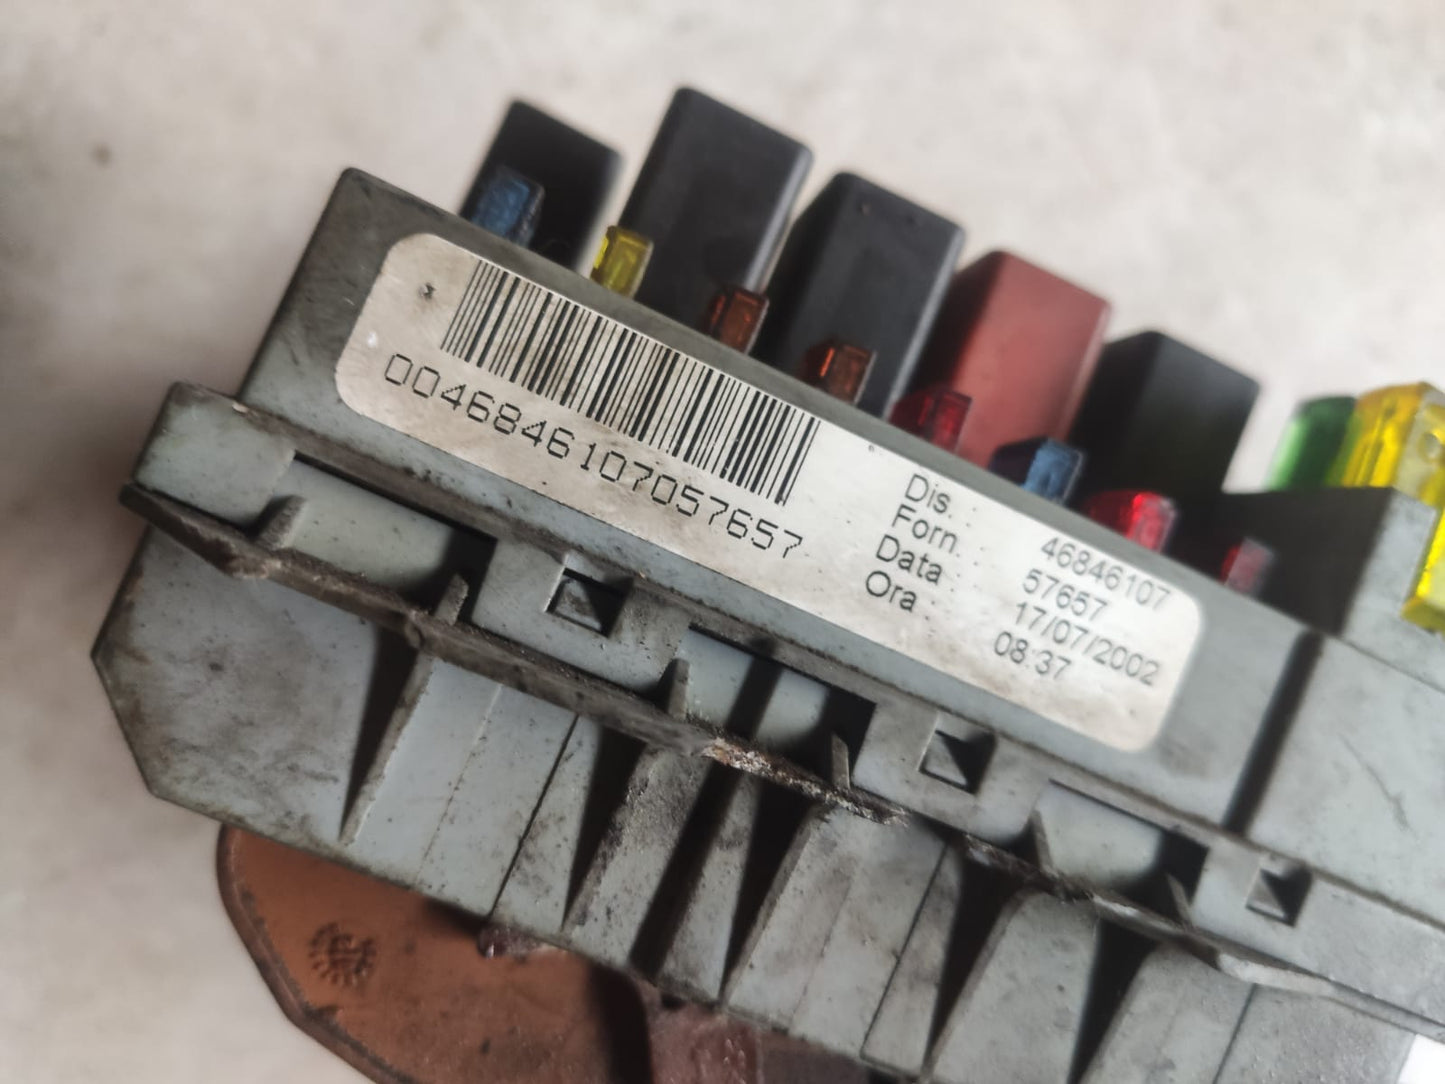 0046846107057657
Dis. : 46846107
Forn. : 57657
Data : 17/07/2002
Ora : 08:37